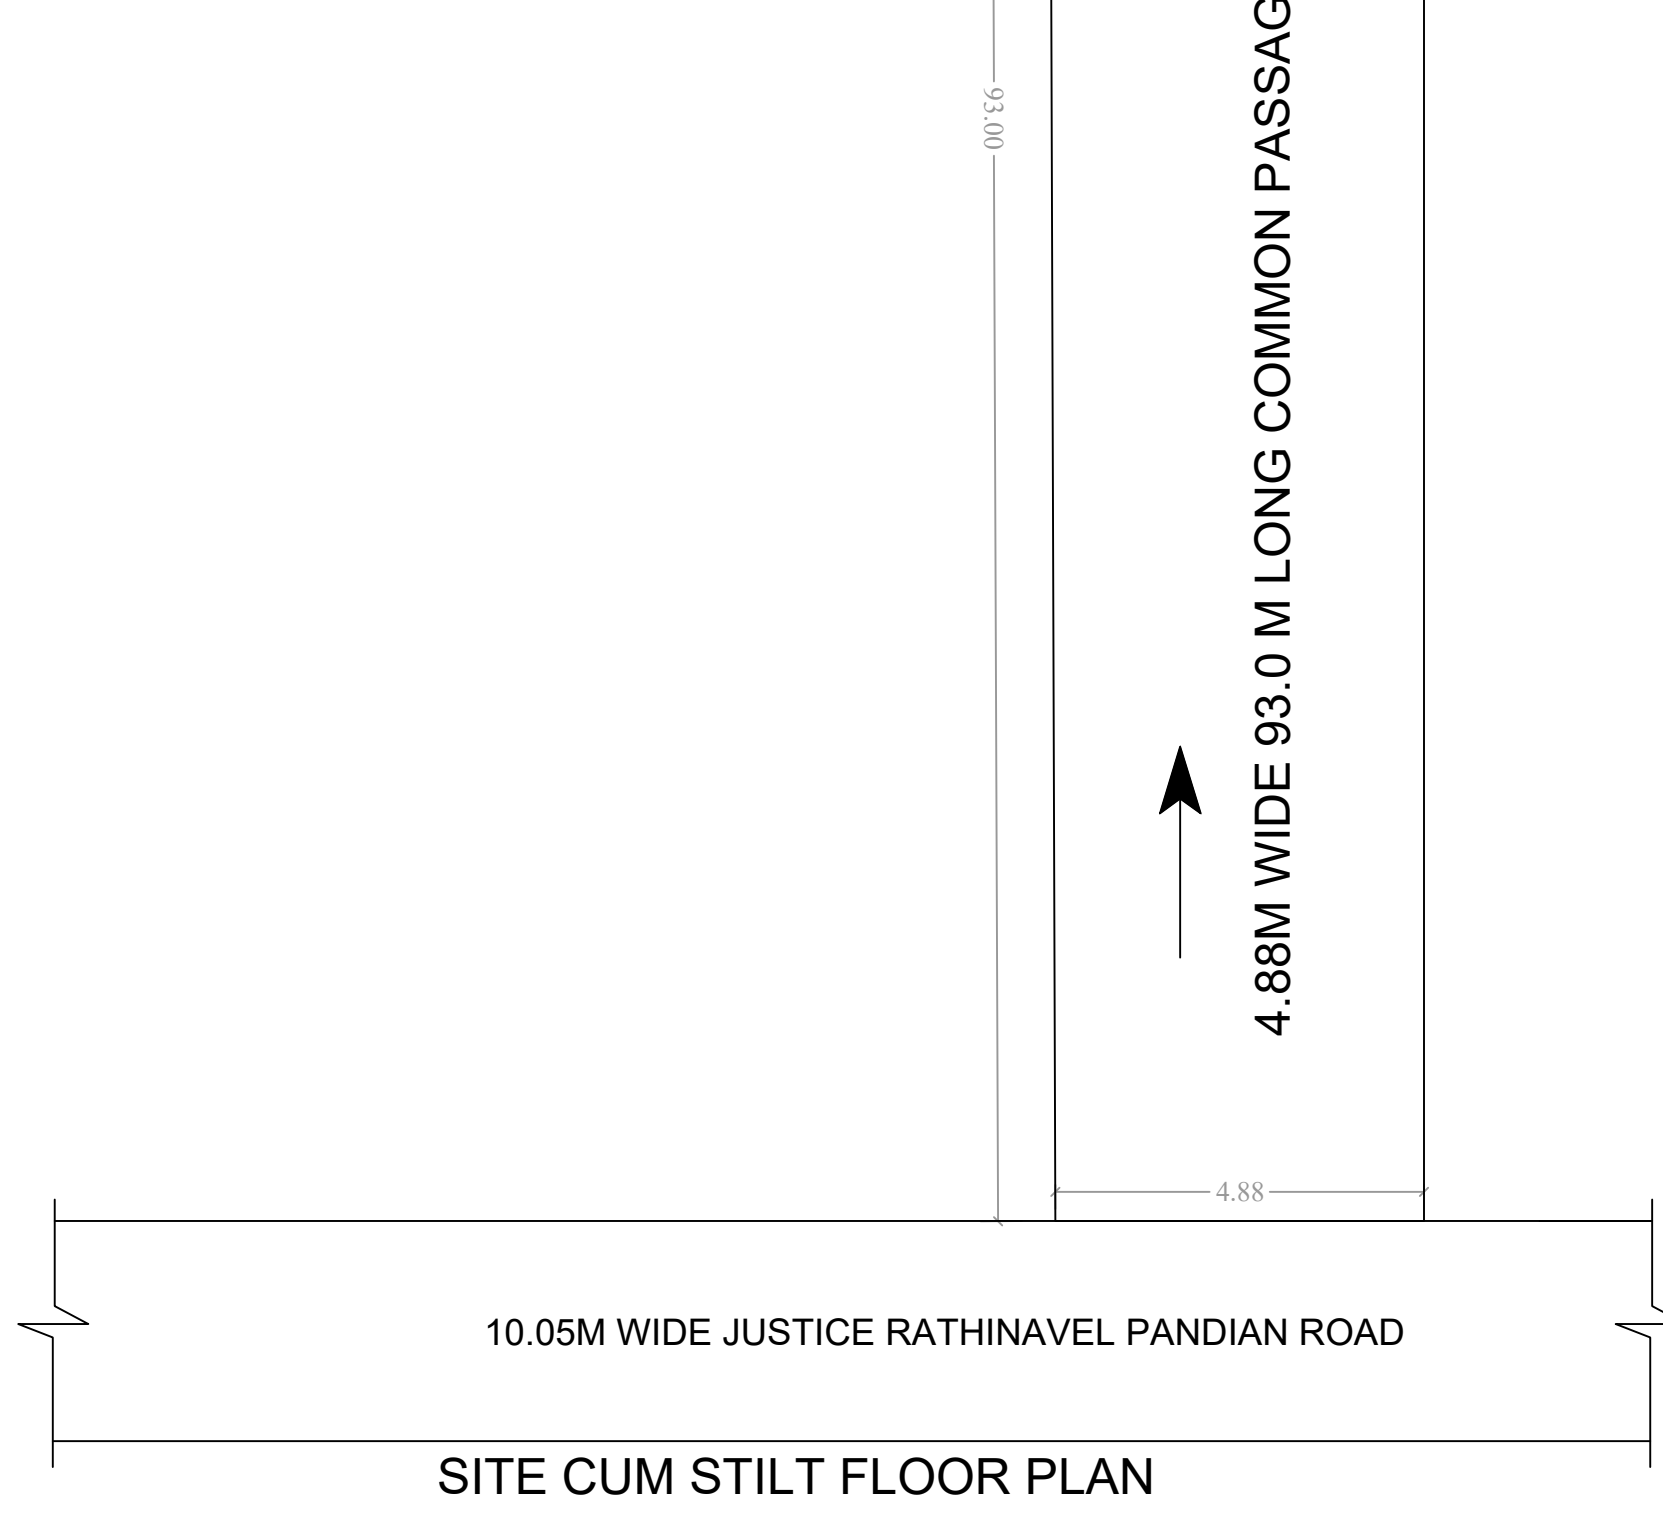 93.00
4.88M WIDE 93.0 M LONG COMMON PASSAG
4.88
10.05M WIDE JUSTICE RATHINAVEL PANDIAN ROAD
SITE CUM STILT FLOOR PLAN